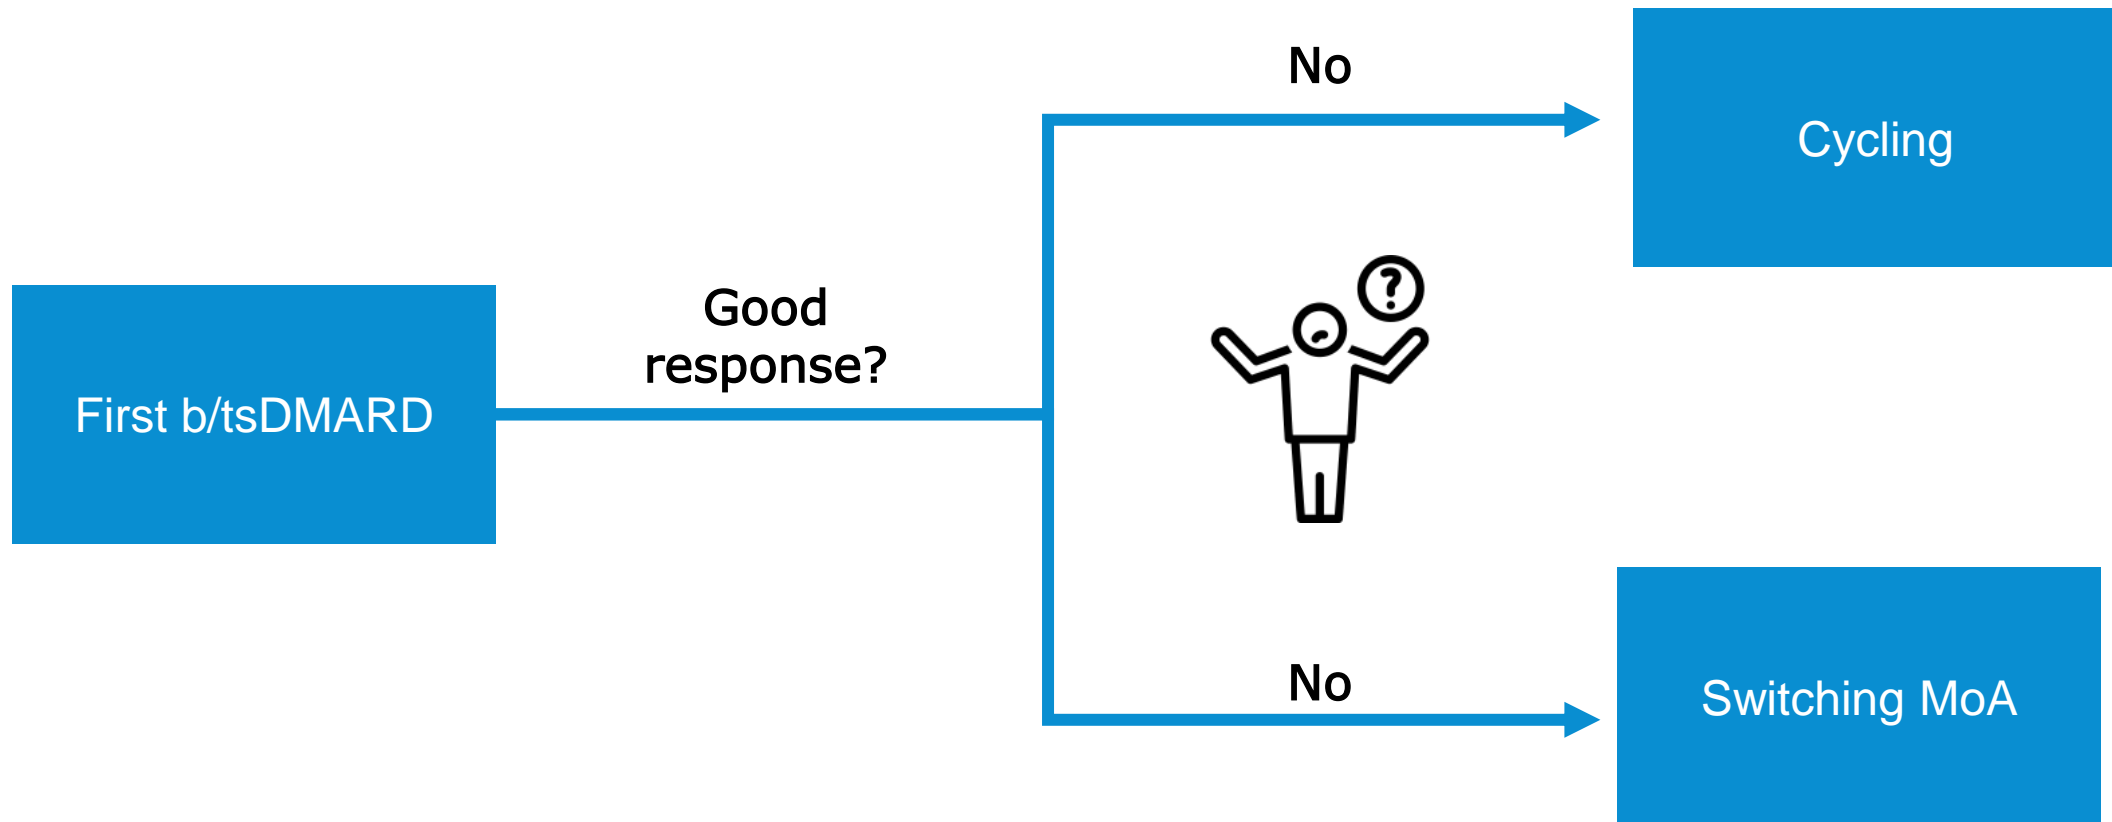 No
Cycling
Good
response?
First b/tsDMARD
?
No
Switching MoA